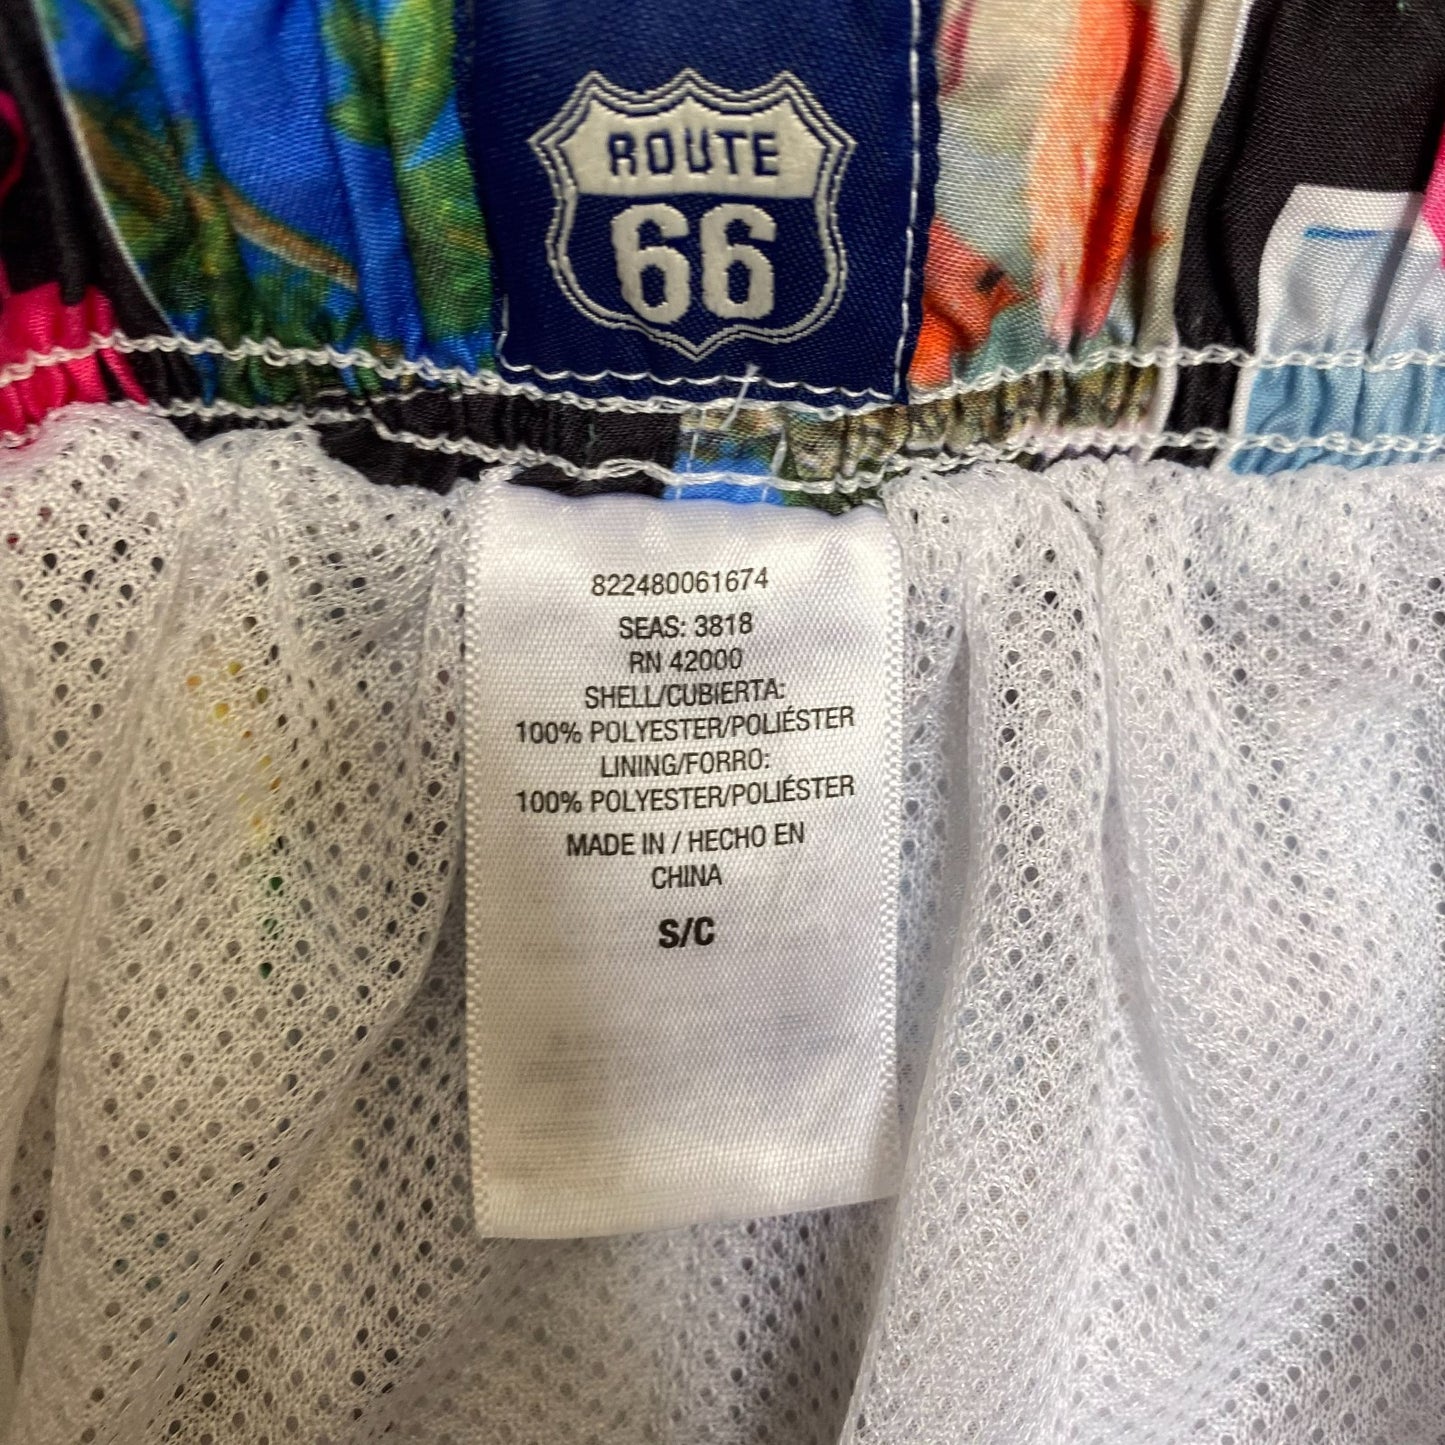 ROUTE
66
822480061674
SEAS: 3818
RN 42000
SHELL/CUBIERTA:
100% POLYESTER/POLIÉSTER
LINING/FORRO:
100% POLYESTER/POLIÉSTER
MADE IN / HECHO EN
CHINA
S/C